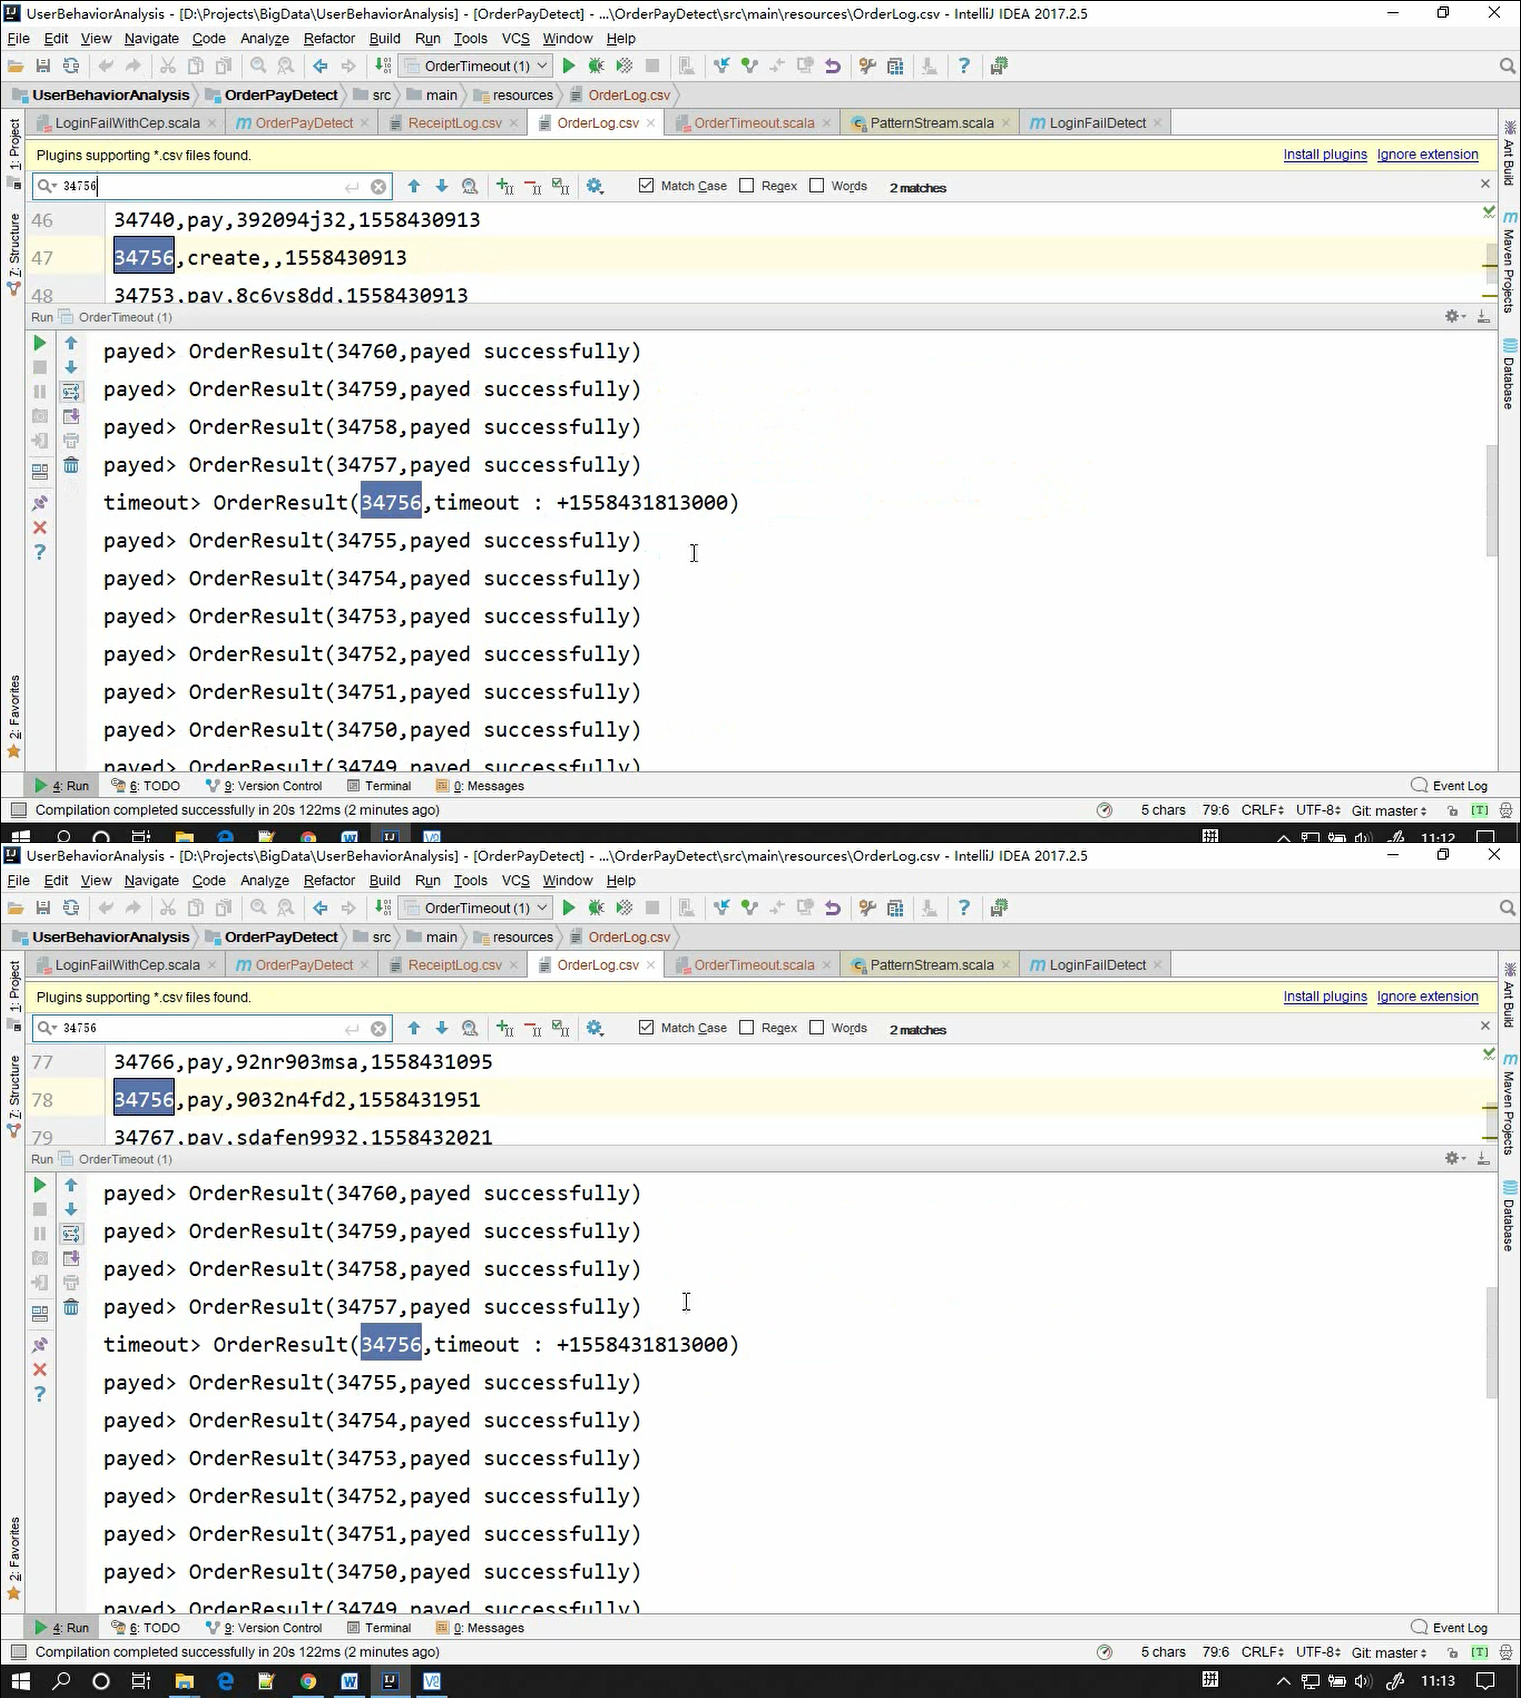 UserBehaviorAnalysis - [D:\Projects\BigData\UserBehaviorAnalysis] - [OrderPayDetect] - ...\OrderPayDetect\src\main\resources\OrderLog.csv - IntelliJ IDEA 2017.2.5
File Edit View Navigate Code Analyze Refactor Build Run Tools VCS Window Help
OrderTimeout (1)
UserBehaviorAnalysis OrderPayDetect src main resources OrderLog.csv
LoginFailWithCep.scala OrderPayDetect ReceiptLog.csv OrderLog.csv OrderTimeout.scala PatternStream.scala LoginFailDetect
Plugins supporting *.csv files found. Install plugins Ignore extension
34756 Match Case Regex Words 2 matches
46 34740,pay,392094j32,1558430913
47 34756,create,,1558430913
48 34753,pay,8c6vs8dd,1558430913
Run OrderTimeout (1)
payed> OrderResult(34760,payed successfully)
payed> OrderResult(34759,payed successfully)
payed> OrderResult(34758,payed successfully)
payed> OrderResult(34757,payed successfully)
timeout> OrderResult(34756,timeout : +1558431813000)
payed> OrderResult(34755,payed successfully)
payed> OrderResult(34754,payed successfully)
payed> OrderResult(34753,payed successfully)
payed> OrderResult(34752,payed successfully)
payed> OrderResult(34751,payed successfully)
payed> OrderResult(34750,payed successfully)
payed> OrderResult(34749,payed successfully)
1: Project
7: Structure
2: Favorites
Ant Build
Maven Projects
Database
4: Run 6: TODO 9: Version Control Terminal 0: Messages Event Log
Compilation completed successfully in 20s 122ms (2 minutes ago) 5 chars 79:6 CRLF UTF-8 Git: master [T]
拼 11:12
UserBehaviorAnalysis - [D:\Projects\BigData\UserBehaviorAnalysis] - [OrderPayDetect] - ...\OrderPayDetect\src\main\resources\OrderLog.csv - IntelliJ IDEA 2017.2.5
File Edit View Navigate Code Analyze Refactor Build Run Tools VCS Window Help
OrderTimeout (1)
UserBehaviorAnalysis OrderPayDetect src main resources OrderLog.csv
LoginFailWithCep.scala OrderPayDetect ReceiptLog.csv OrderLog.csv OrderTimeout.scala PatternStream.scala LoginFailDetect
Plugins supporting *.csv files found. Install plugins Ignore extension
34756 Match Case Regex Words 2 matches
77 34766,pay,92nr903msa,1558431095
78 34756,pay,9032n4fd2,1558431951
79 34767,pay,sdafen9932,1558432021
Run OrderTimeout (1)
payed> OrderResult(34760,payed successfully)
payed> OrderResult(34759,payed successfully)
payed> OrderResult(34758,payed successfully)
payed> OrderResult(34757,payed successfully)
timeout> OrderResult(34756,timeout : +1558431813000)
payed> OrderResult(34755,payed successfully)
payed> OrderResult(34754,payed successfully)
payed> OrderResult(34753,payed successfully)
payed> OrderResult(34752,payed successfully)
payed> OrderResult(34751,payed successfully)
payed> OrderResult(34750,payed successfully)
payed> OrderResult(34749,payed successfully)
1: Project
7: Structure
2: Favorites
Ant Build
Maven Projects
Database
4: Run 6: TODO 9: Version Control Terminal 0: Messages Event Log
Compilation completed successfully in 20s 122ms (2 minutes ago) 5 chars 79:6 CRLF UTF-8 Git: master [T]
拼 11:13